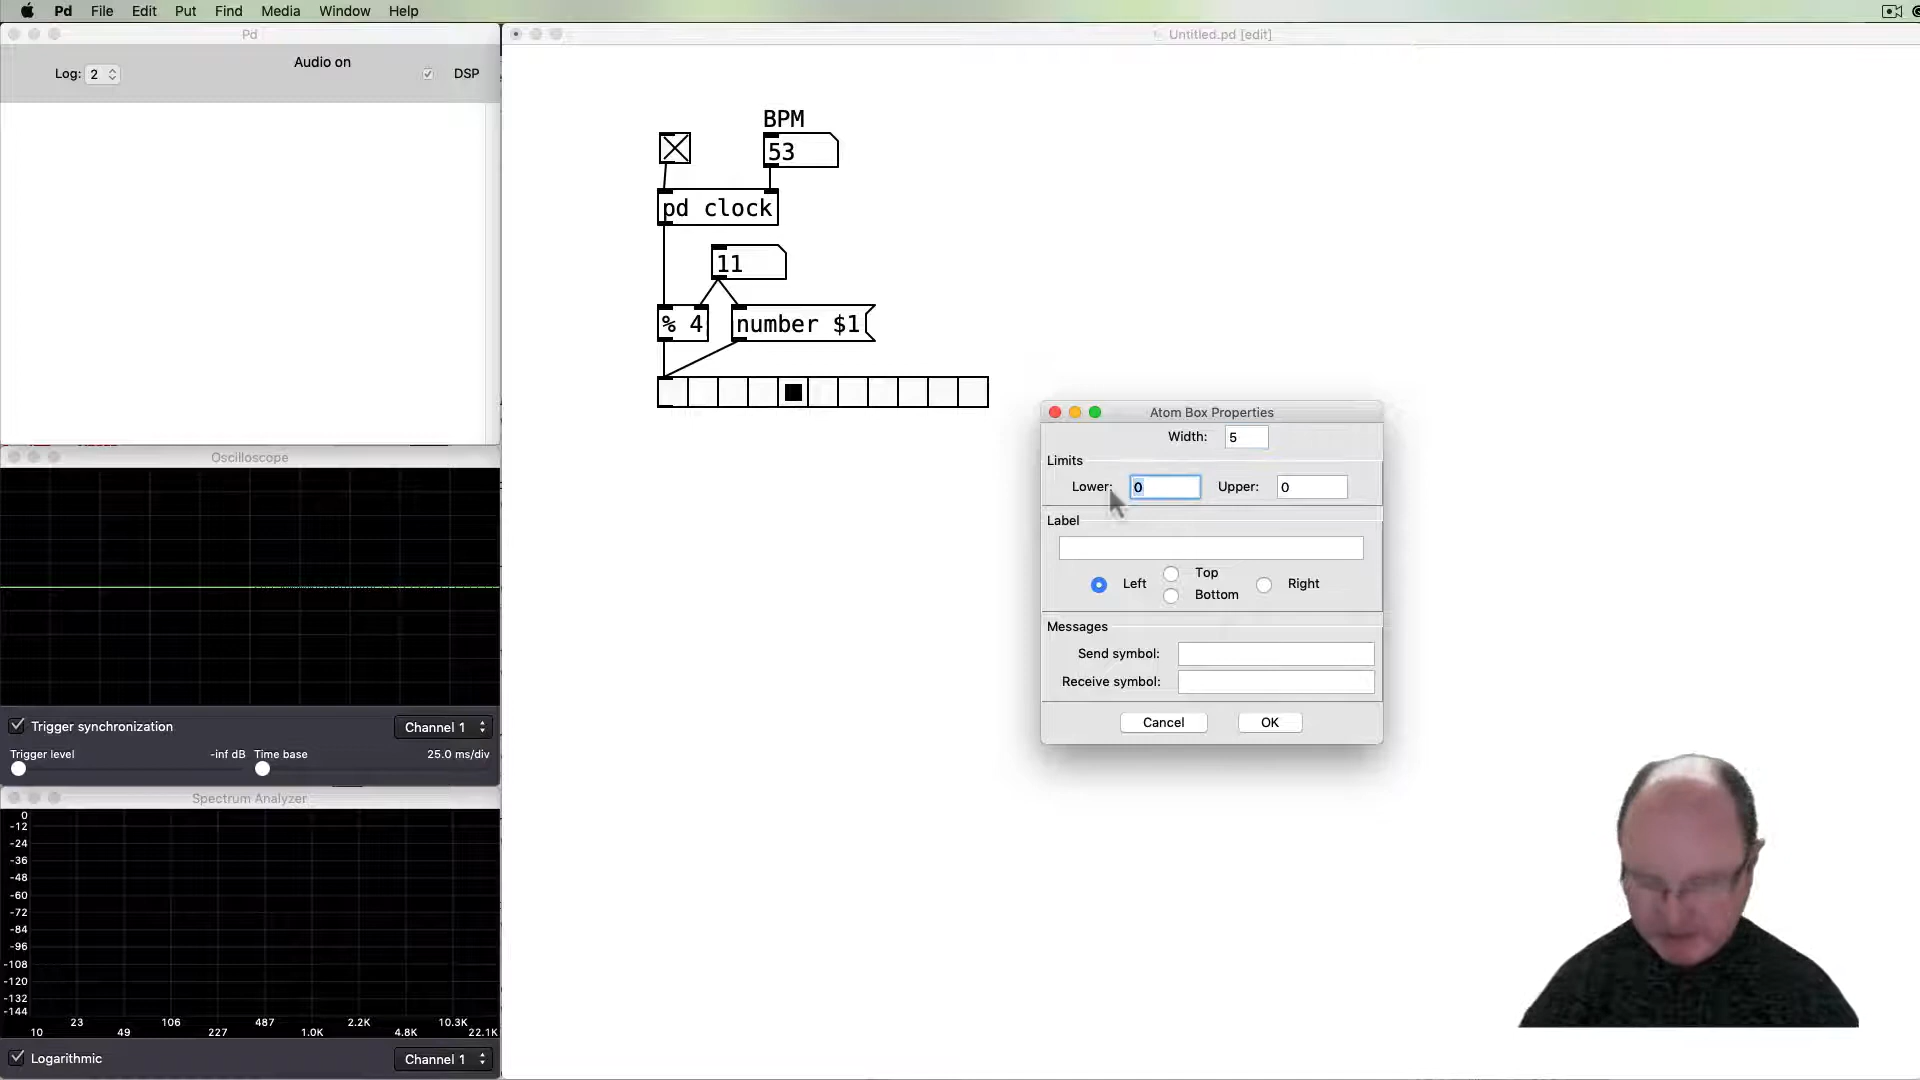 Pd File Edit Put Find Media Window Help
Pd
Audio on
Log: 2
DSP
Oscilloscope
Trigger synchronization
Channel 1
Trigger level
-inf dB
Time base
25.0 ms/div
Spectrum Analyzer
0
-12
-24
-36
-48
-60
-72
-84
-96
-108
-120
-132
-144
23 106 487 2.2K 10.3K
10 49 227 1.0K 4.8K 22.1K
Logarithmic
Channel 1
Untitled.pd [edit]
BPM
53
pd clock
11
% 4
number $1
Atom Box Properties
Width: 5
Limits
Lower: 0
Upper: 0
Label
Top
Left
Right
Bottom
Messages
Send symbol:
Receive symbol:
Cancel
OK